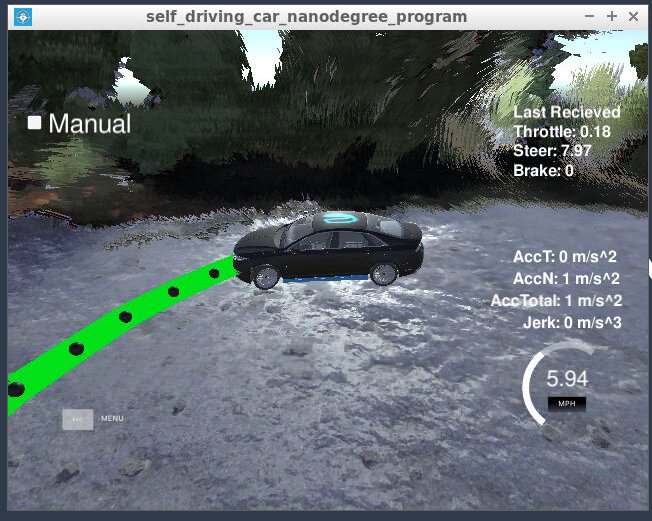 self_driving_car_nanodegree_program
Manual
Last Recieved
Throttle: 0.18
Steer: 7.97
Brake: 0
AccT: 0 m/s^2
AccN: 1 m/s^2
AccTotal: 1 m/s^2
Jerk: 0 m/s^3
5.94
MPH
esc
MENU